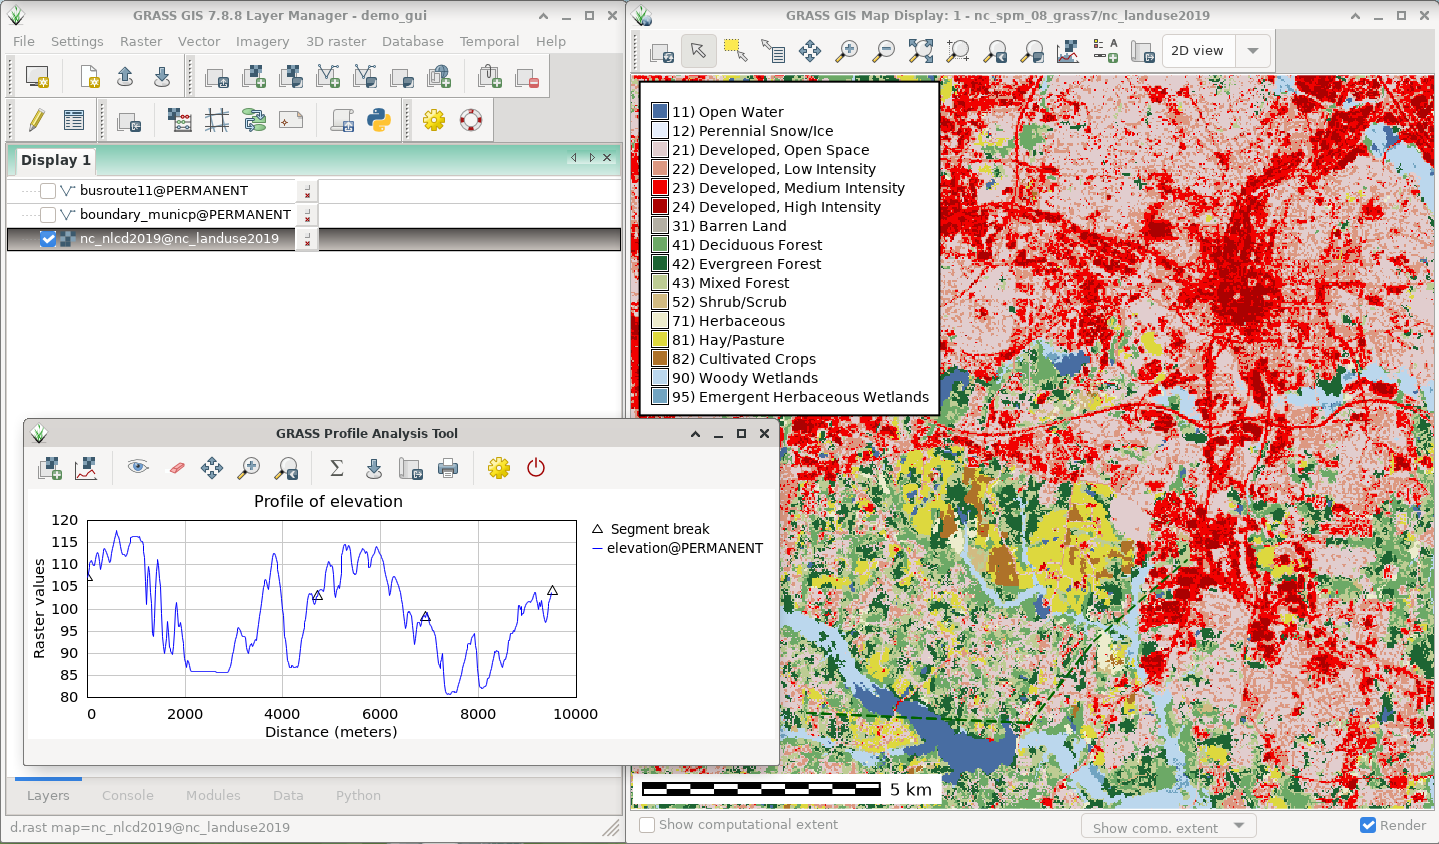 GRASS GIS 7.8.8 Layer Manager - demo_gui
File Settings Raster Vector Imagery 3D raster Database Temporal Help
Display 1
busroute11@PERMANENT
boundary_municp@PERMANENT
nc_nlcd2019@nc_landuse2019
GRASS Profile Analysis Tool
Profile of elevation
120
115
110
105
100
95
90
85
80
Raster values
0 2000 4000 6000 8000 10000
Distance (meters)
Segment break
elevation@PERMANENT
Layers Console Modules Data Python
d.rast map=nc_nlcd2019@nc_landuse2019
GRASS GIS Map Display: 1 - nc_spm_08_grass7/nc_landuse2019
2D view
11) Open Water
12) Perennial Snow/Ice
21) Developed, Open Space
22) Developed, Low Intensity
23) Developed, Medium Intensity
24) Developed, High Intensity
31) Barren Land
41) Deciduous Forest
42) Evergreen Forest
43) Mixed Forest
52) Shrub/Scrub
71) Herbaceous
81) Hay/Pasture
82) Cultivated Crops
90) Woody Wetlands
95) Emergent Herbaceous Wetlands
5 km
Show computational extent
Show comp. extent
Render